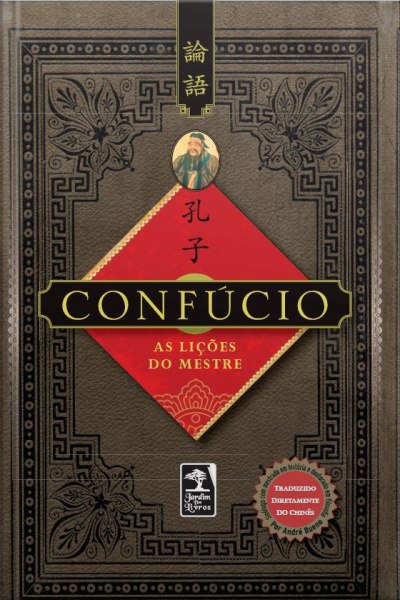 論
語
孔
子
CONFÚCIO
AS LIÇÕES
DO MESTRE
Jardim
Dos
Livros
TRADUZIDO
DIRETAMENTE
DO CHINÊS
Por André Bueno